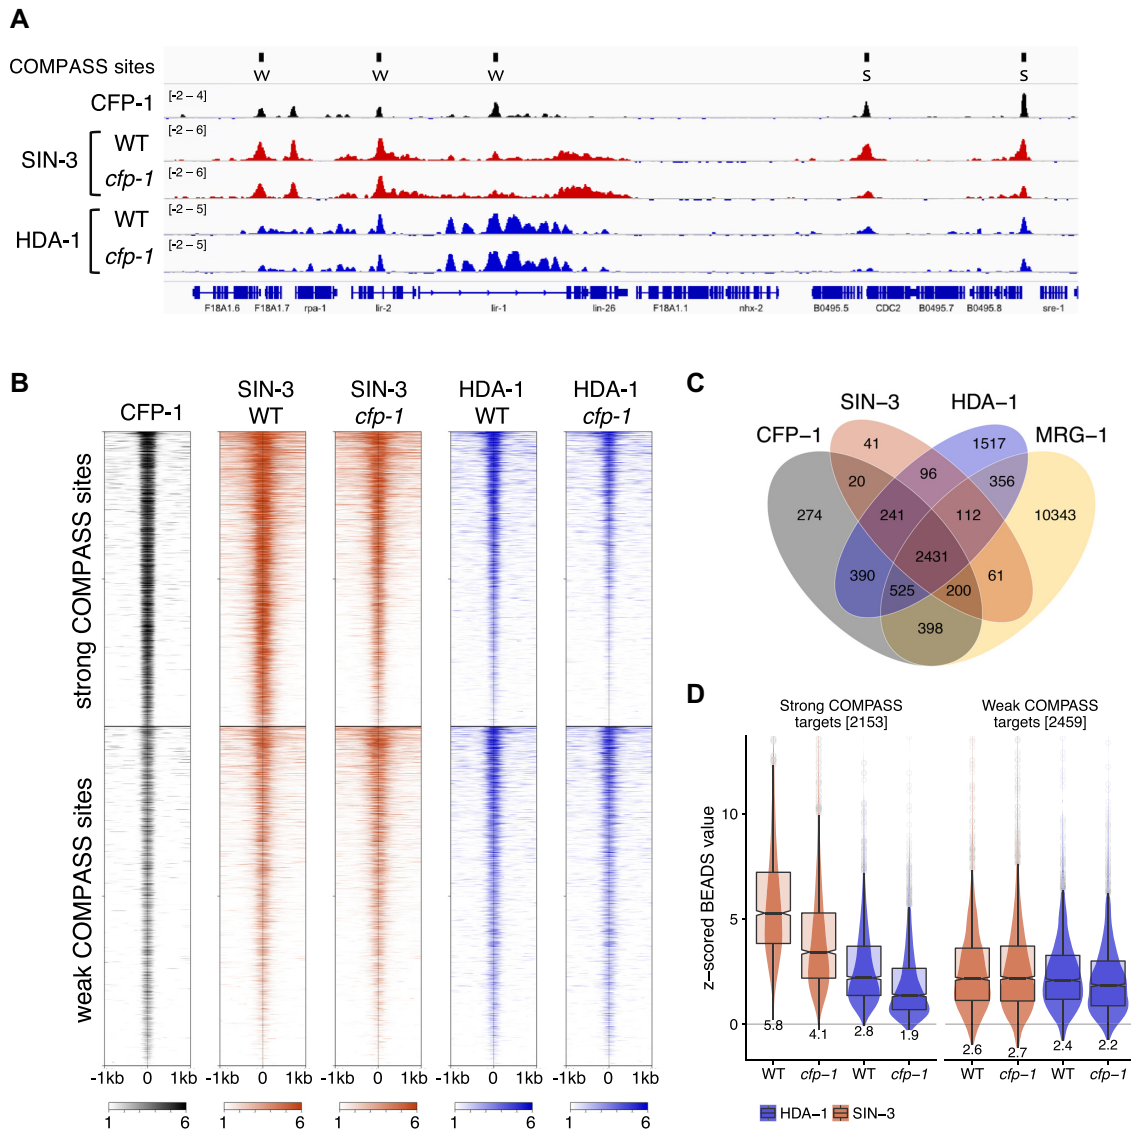 A
COMPASS sites
W W W S S
CFP-1
[-2 – 4]
SIN-3
WT
[-2 – 6]
cfp-1
[-2 – 6]
HDA-1
WT
[-2 – 5]
cfp-1
[-2 – 5]
F18A1.6 F18A1.7 rpa-1 lir-2 lir-1 lin-26 F18A1.1 nhx-2 B0495.5 CDC2 B0495.7 B0495.8 sre-1
B
CFP-1
SIN-3
WT
SIN-3
cfp-1
HDA-1
WT
HDA-1
cfp-1
strong COMPASS sites
weak COMPASS sites
-1kb 0 1kb
-1kb 0 1kb
-1kb 0 1kb
-1kb 0 1kb
-1kb 0 1kb
1 6
1 6
1 6
1 6
1 6
C
SIN–3 HDA–1
CFP–1 MRG–1
41 1517
20 96 356
274 241 112 10343
2431
390 525 200 61
398
D
Strong COMPASS
targets [2153]
Weak COMPASS
targets [2459]
z–scored BEADS value
10
5
0
5.8 4.1 2.8 1.9
2.6 2.7 2.4 2.2
WT cfp–1 WT cfp–1
WT cfp–1 WT cfp–1
HDA–1 SIN–3